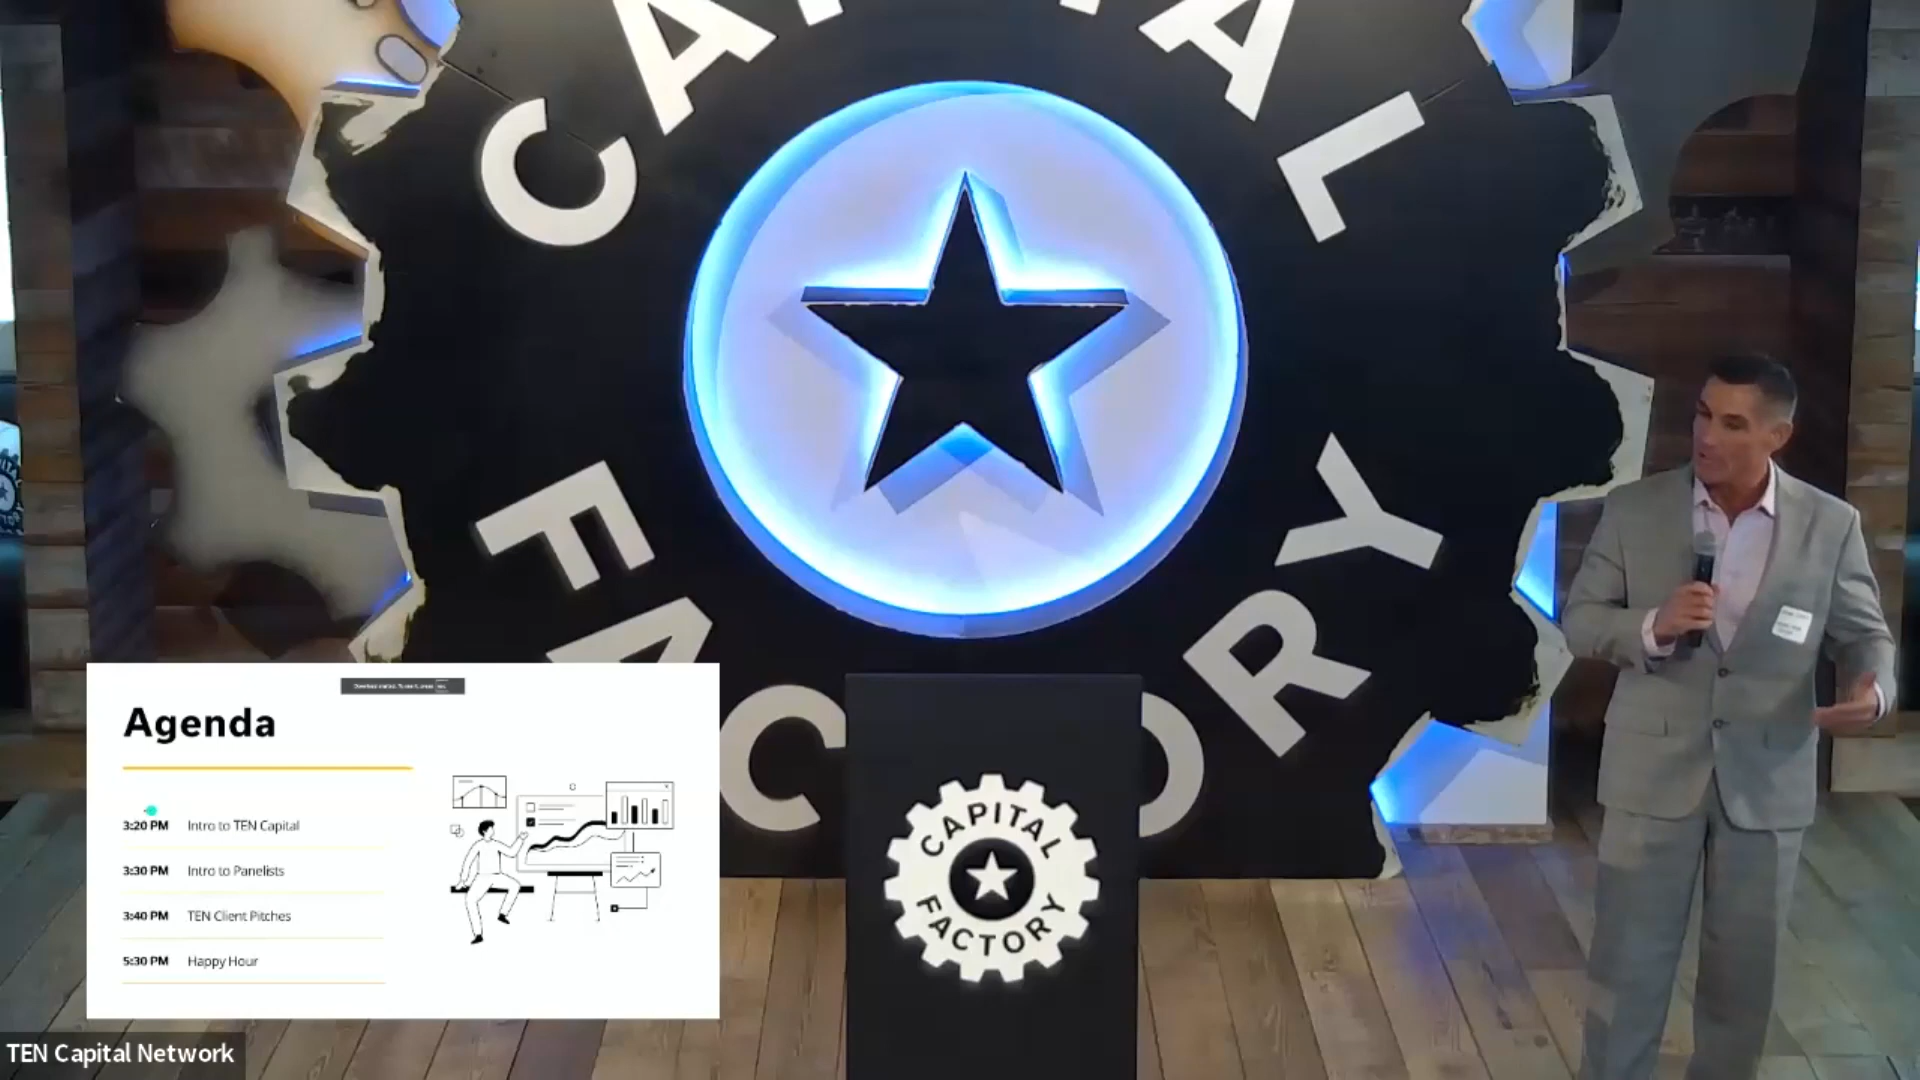 CAPITAL
FACTORY
Agenda
3:20 PM Intro to TEN Capital
3:30 PM Intro to Panelists
3:40 PM TEN Client Pitches
5:30 PM Happy Hour
CAPITAL
FACTORY
TEN Capital Network